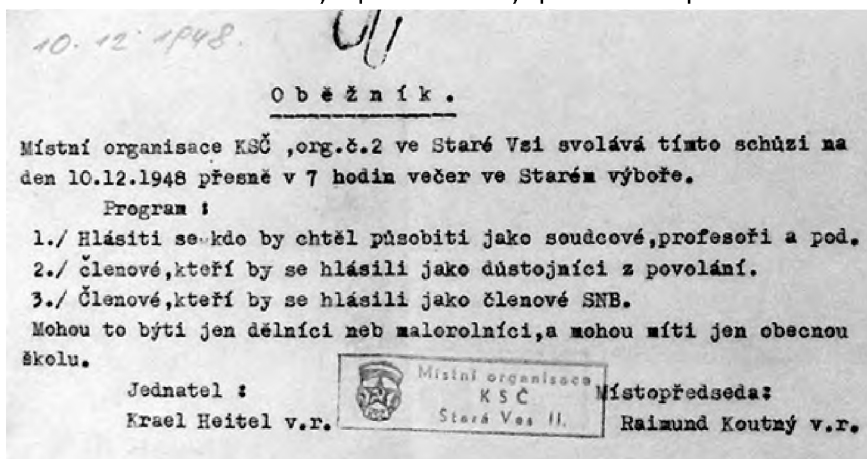 10. 12. 1948.
Oběžník.
Místní organisace KSČ ,org.č.2 ve Staré Vsi svolává tímto schůzi na
den 10.12.1948 přesně v 7 hodin večer ve Starém výboře.
Program :
1./ Hlásiti se kdo by chtěl působiti jako soudcové,profesoři a pod.
2./ členové,kteří by se hlásili jako důstojníci z povolání.
3./ Členové,kteří by se hlásili jako členové SNB.
Mohou to býti jen dělníci neb malorolníci,a mohou míti jen obecnou
školu.
Jednatel :
Krael Heitel v.r.
Místní organisace
KSČ
Stará Ves II.
Místopředseda:
Raimund Koutný v.r.